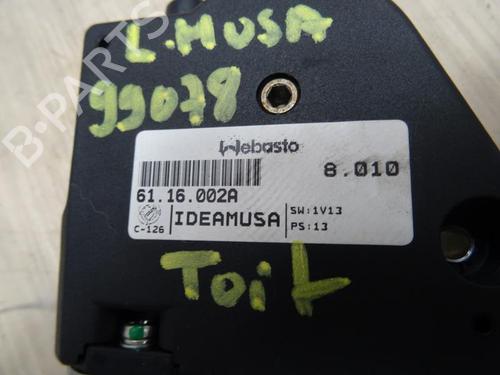 L.MUSA
99078
Webasto
8.010
61.16.002A
C-126
IDEAMUSA
SW:1V13
PS:13
Toit
B-PARTS